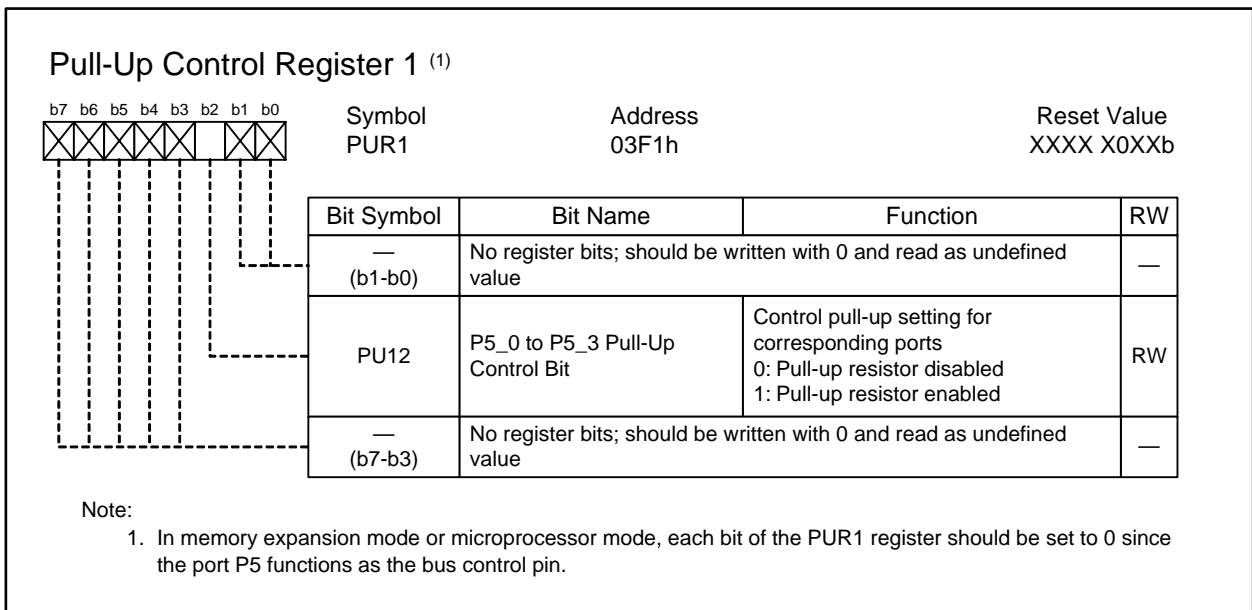 Pull-Up Control Register 1 (1)
b7 b6 b5 b4 b3 b2 b1 b0
Symbol Address Reset Value
PUR1 03F1h XXXX X0XXb
Bit Symbol Bit Name Function RW
—
(b1-b0)
No register bits; should be written with 0 and read as undefined
value
—
PU12
P5_0 to P5_3 Pull-Up
Control Bit
Control pull-up setting for
corresponding ports
0: Pull-up resistor disabled
1: Pull-up resistor enabled
RW
—
(b7-b3)
No register bits; should be written with 0 and read as undefined
value
—
Note:
1. In memory expansion mode or microprocessor mode, each bit of the PUR1 register should be set to 0 since
the port P5 functions as the bus control pin.